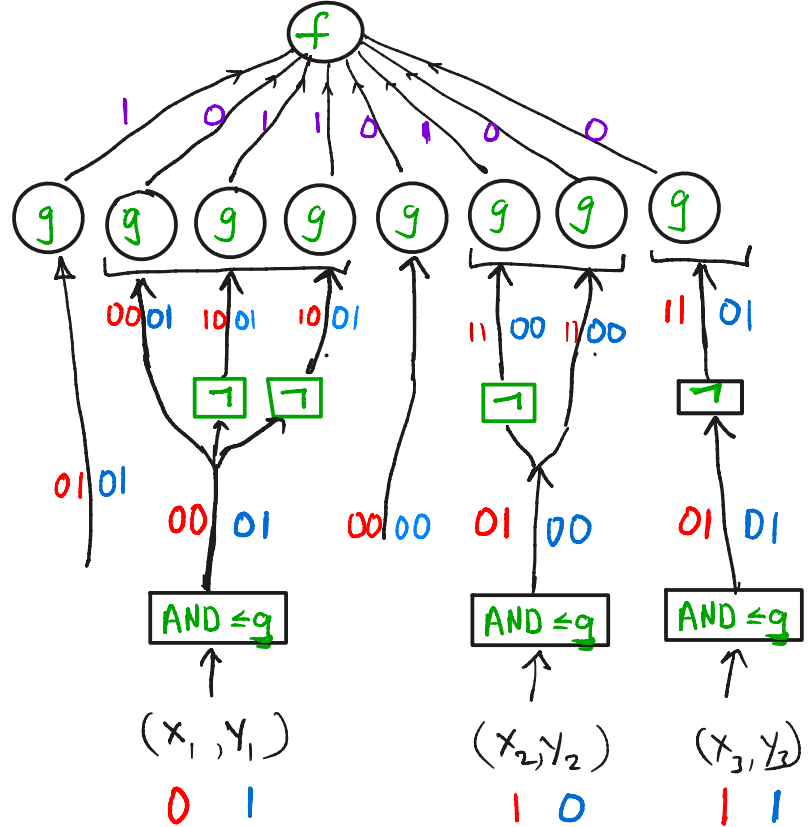 f
1 0 1 1 0 1 0 0
g g g g g g g g
00 01 10 01 10 01 11 00 11 00 11 01
¬ ¬ ¬ ¬
01 01
00 01 00 00 01 00 01 01
AND ≤ g AND ≤ g AND ≤ g
(x₁, y₁) (x₂, y₂) (x₃, y₃)
0 1 1 0 1 1